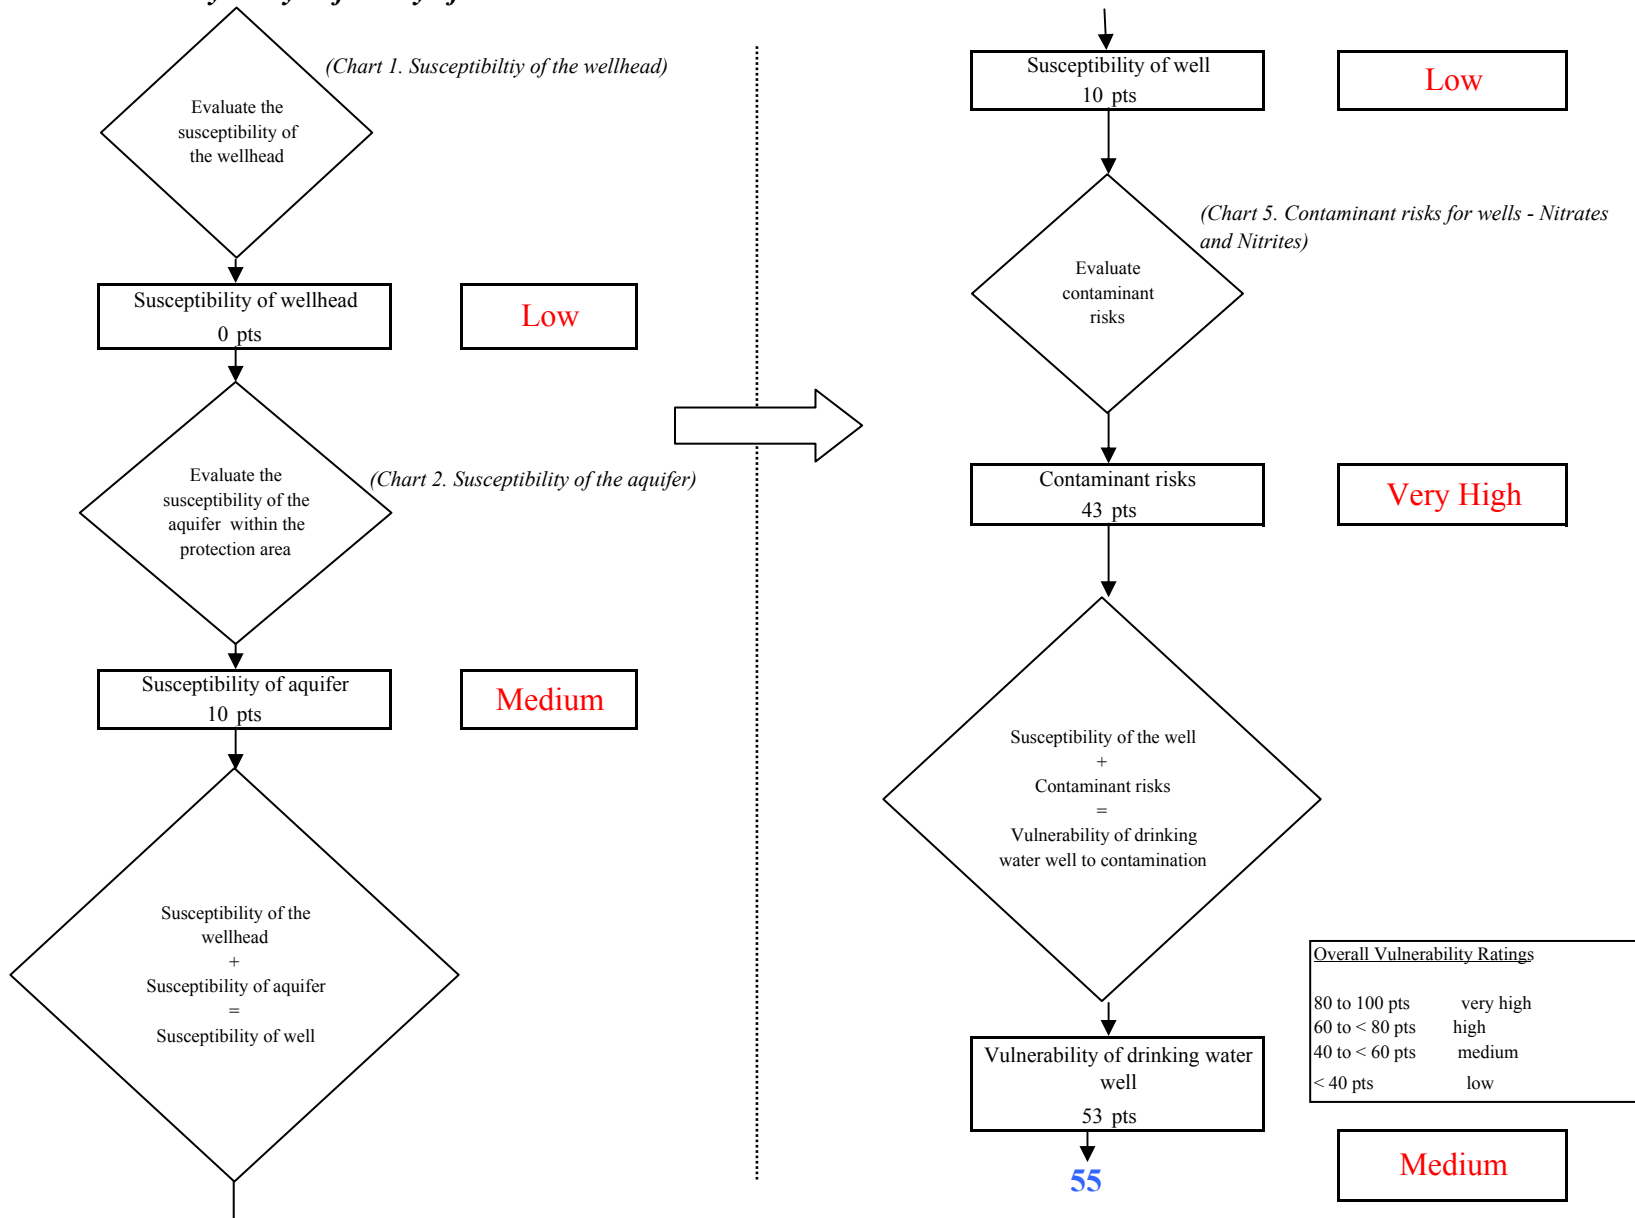 (Chart 1. Susceptibiltiy of the wellhead)
Evaluate the
susceptibility of
the wellhead
Susceptibility of wellhead
0 pts
Low
Evaluate the
susceptibility of the
aquifer within the
protection area
(Chart 2. Susceptibility of the aquifer)
Susceptibility of aquifer
10 pts
Medium
Susceptibility of the
wellhead
+
Susceptibility of aquifer
=
Susceptibility of well
Susceptibility of well
10 pts
Low
(Chart 5. Contaminant risks for wells - Nitrates
and Nitrites)
Evaluate
contaminant
risks
Contaminant risks
43 pts
Very High
Susceptibility of the well
+
Contaminant risks
=
Vulnerability of drinking
water well to contamination
Overall Vulnerability Ratings
80 to 100 pts very high
60 to < 80 pts high
40 to < 60 pts medium
< 40 pts low
Vulnerability of drinking water
well
53 pts
55
Medium